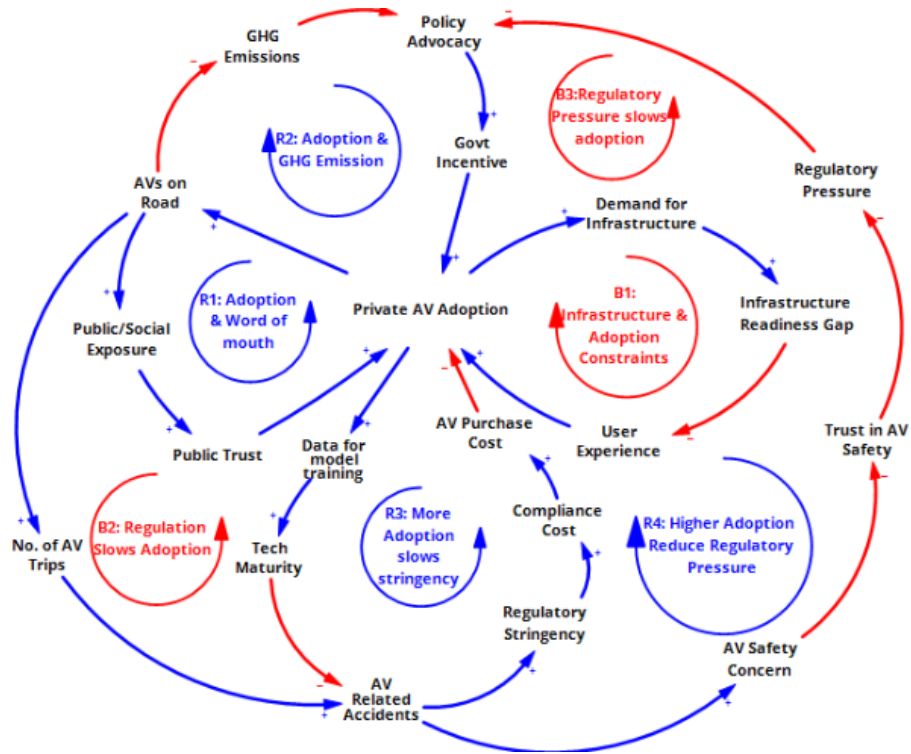 GHG
Emissions
Policy
Advocacy
R2: Adoption &
GHG Emission
Govt
Incentive
B3:Regulatory
Pressure slows
adoption
AVs on
Road
Regulatory
Pressure
Demand for
Infrastructure
R1: Adoption
& Word of
mouth
Private AV Adoption
B1:
Infrastructure &
Adoption
Constraints
Infrastructure
Readiness Gap
Public/Social
Exposure
AV Purchase
Cost
User
Experience
Trust in AV
Safety
Public Trust
Data for
model
training
B2: Regulation
Slows Adoption
No. of AV
Trips
Tech
Maturity
R3: More
Adoption
slows
stringency
Compliance
Cost
R4: Higher Adoption
Reduce Regulatory
Pressure
Regulatory
Stringency
AV Safety
Concern
AV
Related
Accidents